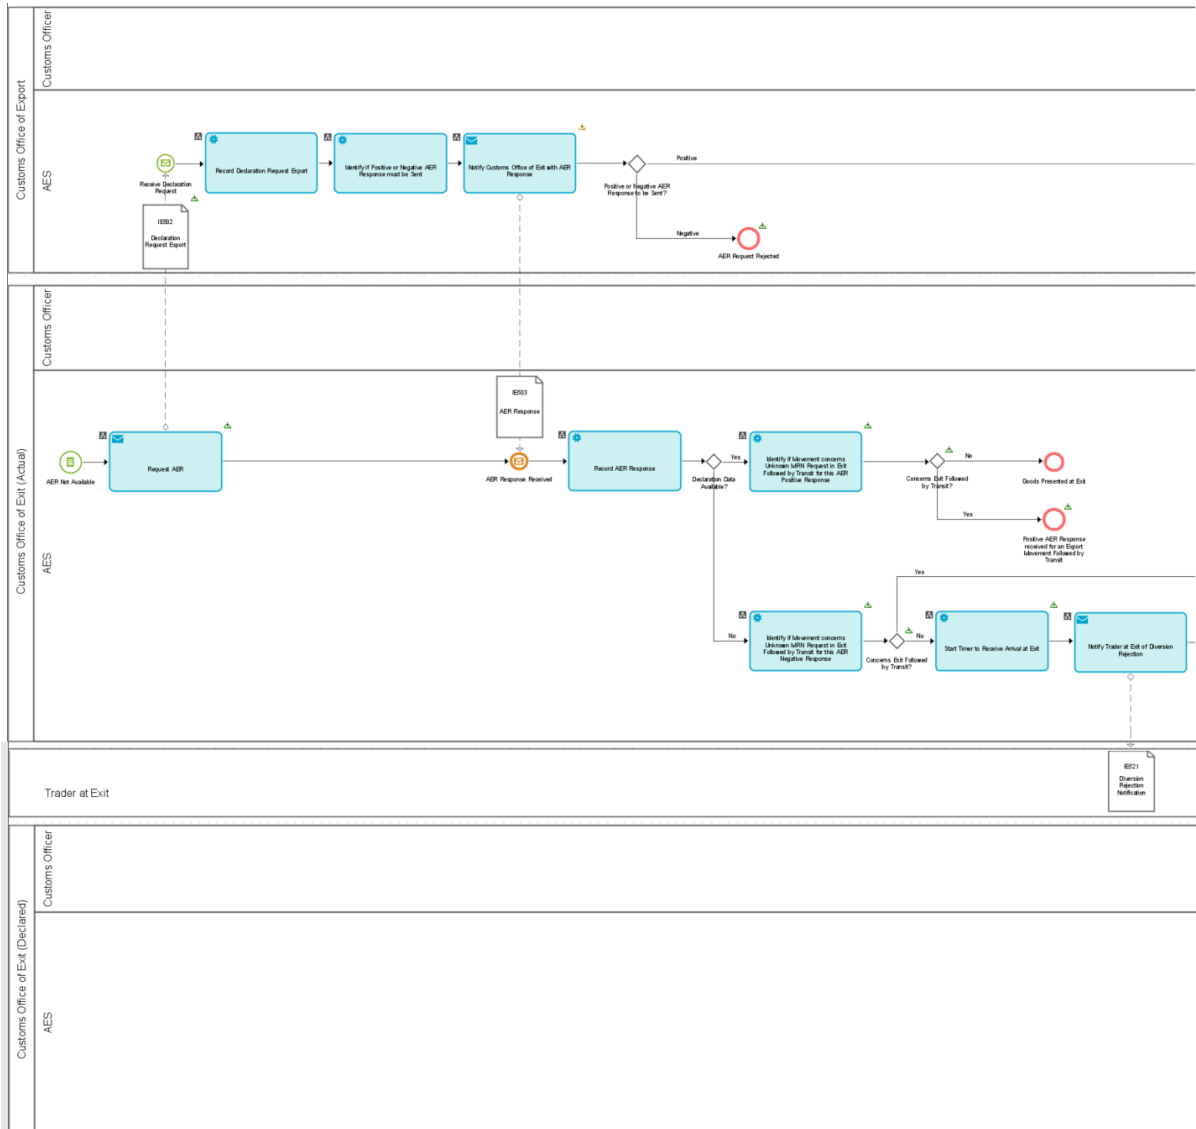 Customs Office of Export
Customs Officer
AES
Receive Declaration
Request
IE502
Declaration
Request Export
Record Declaration Request Export
Identify if Positive or Negative AER
Response must be Sent
Notify Customs Office of Exit with AER
Response
Positive or Negative AER
Response to be Sent?
Positive
Negative
AER Request Rejected
Customs Office of Exit (Actual)
Customs Officer
AES
AER Not Available
Request AER
IE503
AER Response
AER Response Received
Record AER Response
Declaration Data
Available?
Yes
Identify if Movement concerns
Unknown MRN Request in Exit
Followed by Transit for this AER
Positive Response
Concerns Exit Followed
by Transit?
No
Goods Presented at Exit
Yes
Positive AER Response
received for an Export
Movement Followed by
Transit
No
Identify if Movement concerns
Unknown MRN Request in Exit
Followed by Transit for this AER
Negative Response
Concerns Exit Followed
by Transit?
Yes
No
Start Timer to Receive Arrival at Exit
Notify Trader at Exit of Diversion
Rejection
Trader at Exit
IE521
Diversion
Rejection
Notification
Customs Office of Exit (Declared)
Customs Officer
AES